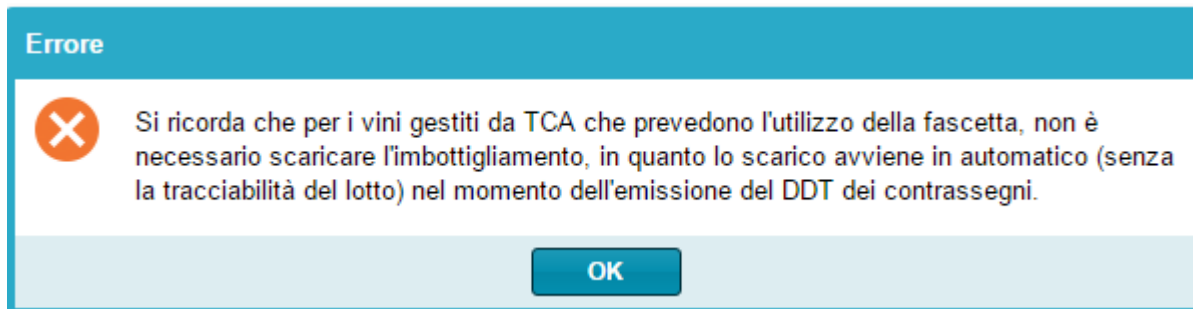 Errore
Si ricorda che per i vini gestiti da TCA che prevedono l'utilizzo della fascetta, non è
necessario scaricare l'imbottigliamento, in quanto lo scarico avviene in automatico (senza
la tracciabilità del lotto) nel momento dell'emissione del DDT dei contrassegni.
OK